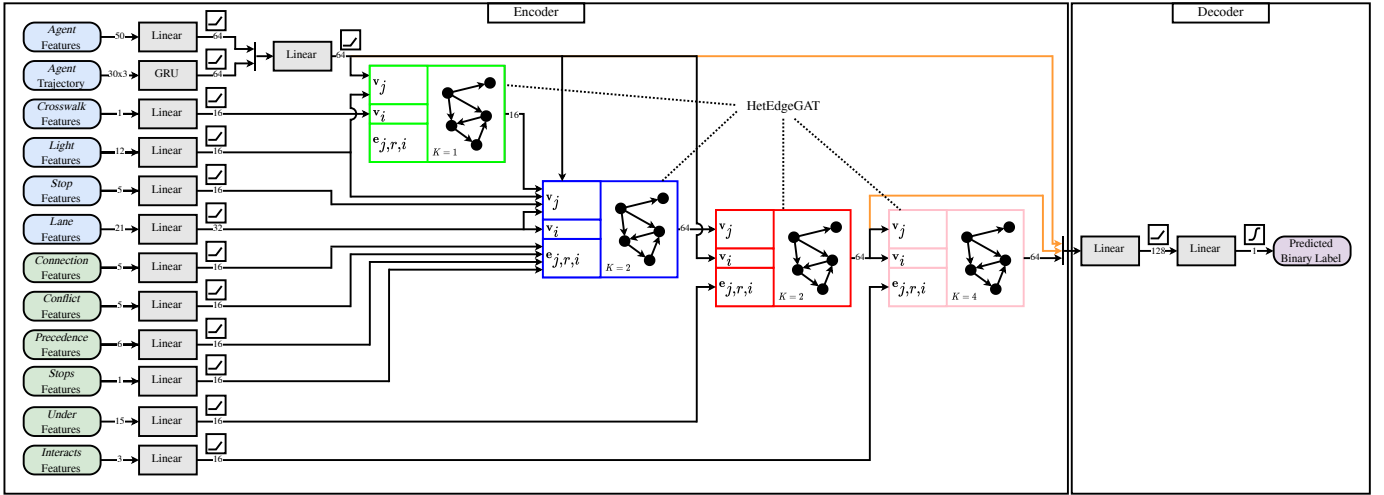 Encoder
Decoder
Agent
Features
50
Linear
64
Agent
Trajectory
30x3
GRU
64
Linear
64
Crosswalk
Features
1
Linear
16
Light
Features
12
Linear
16
Stop
Features
5
Linear
16
Lane
Features
21
Linear
32
Connection
Features
5
Linear
16
Conflict
Features
5
Linear
16
Precedence
Features
6
Linear
16
Stops
Features
1
Linear
16
Under
Features
15
Linear
16
Interacts
Features
3
Linear
16
v_j
v_i
e_{j,r,i}
K = 1
16
HetEdgeGAT
v_j
v_i
e_{j,r,i}
K = 2
64
v_j
v_i
e_{j,r,i}
K = 2
64
v_j
v_i
e_{j,r,i}
K = 4
64
Linear
128
Linear
1
Predicted
Binary Label